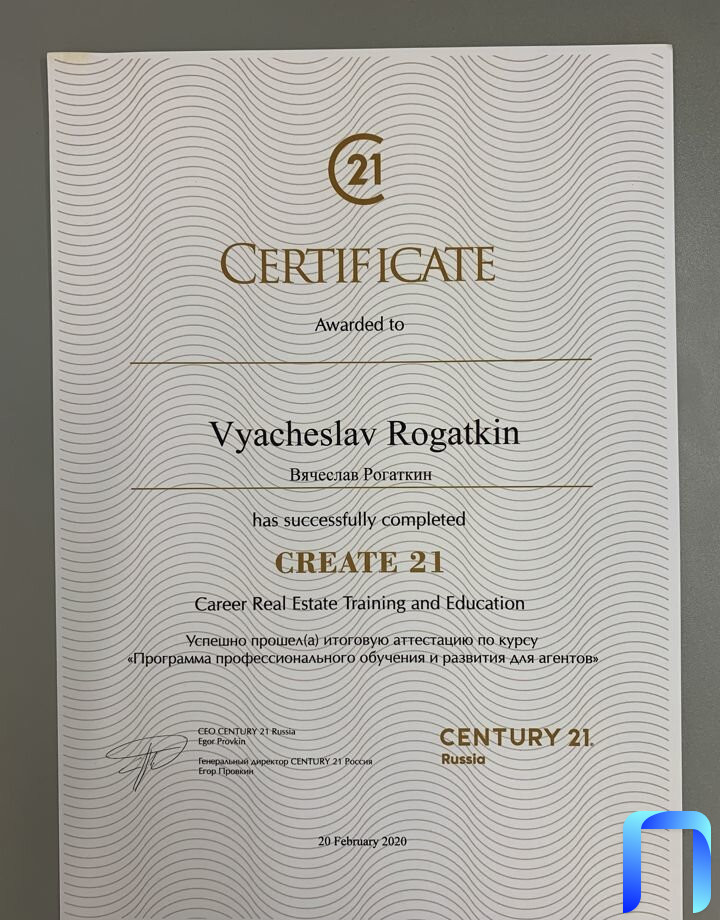 21
CERTIFICATE
Awarded to
Vyacheslav Rogatkin
Вячеслав Рогаткин
has successfully completed
CREATE 21
Career Real Estate Training and Education
Успешно прошел(а) итоговую аттестацию по курсу
«Программа профессионального обучения и развития для агентов»
CEO CENTURY 21 Russia
Egor Provkin
Генеральный директор CENTURY 21 Россия
Егор Провкин
CENTURY 21.
Russia
20 February 2020